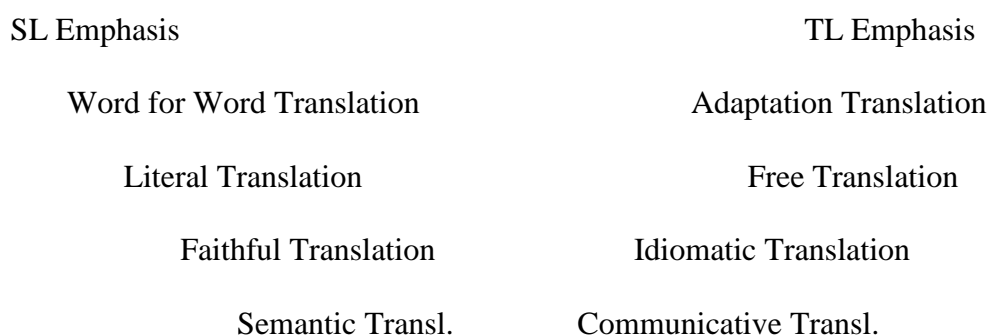 SL Emphasis TL Emphasis
Word for Word Translation Adaptation Translation
Literal Translation Free Translation
Faithful Translation Idiomatic Translation
Semantic Transl. Communicative Transl.